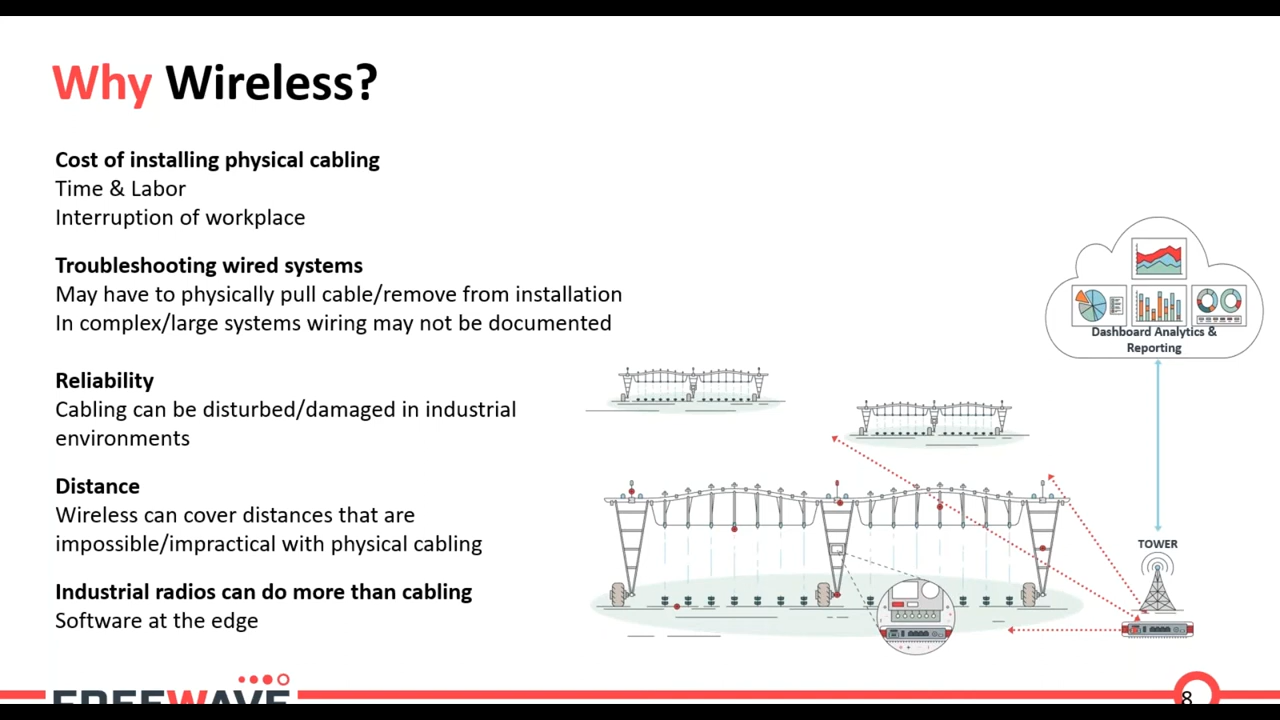 Why Wireless?
Cost of installing physical cabling
Time & Labor
Interruption of workplace
Troubleshooting wired systems
May have to physically pull cable/remove from installation
In complex/large systems wiring may not be documented
Reliability
Cabling can be disturbed/damaged in industrial
environments
Distance
Wireless can cover distances that are
impossible/impractical with physical cabling
Industrial radios can do more than cabling
Software at the edge
Dashboard Analytics &
Reporting
TOWER
FREEWAVE
8